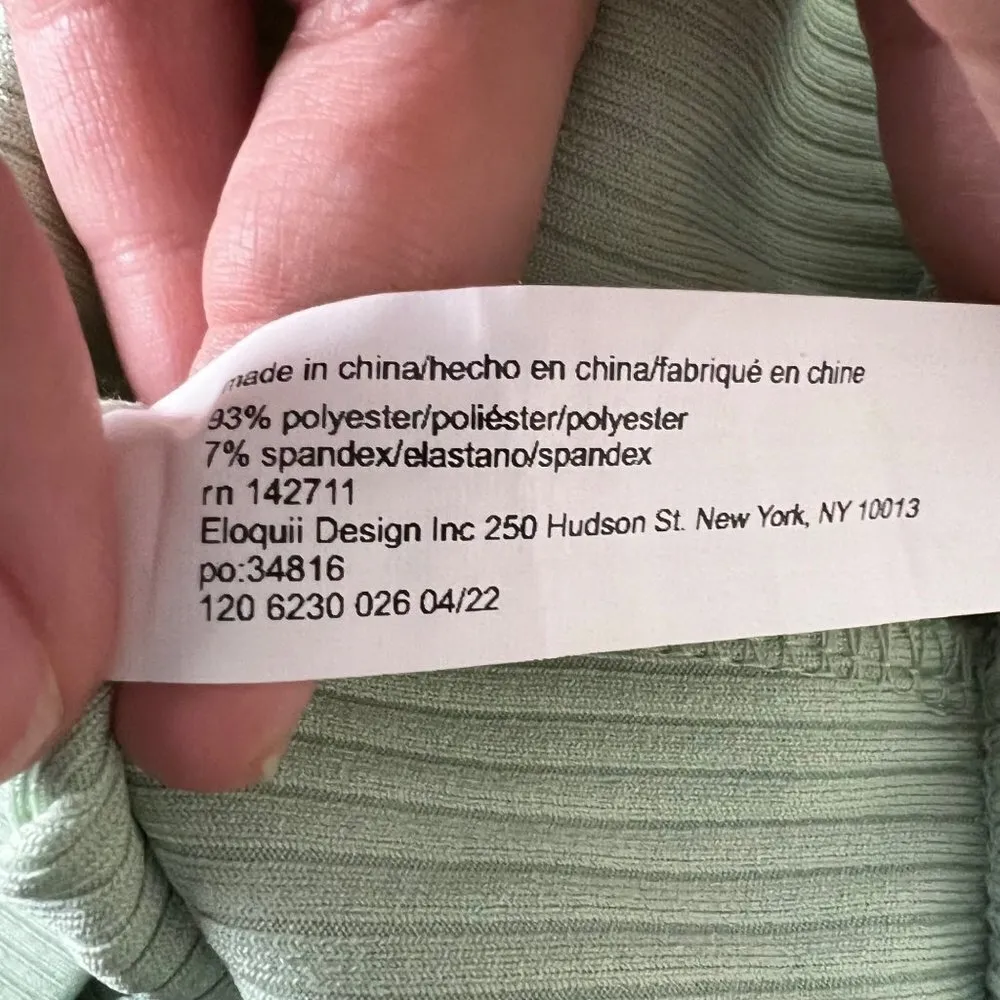 made in china/hecho en china/fabriqué en chine
93% polyester/poliéster/polyester
7% spandex/elastano/spandex
rn 142711
Eloquii Design Inc 250 Hudson St. New York, NY 10013
po:34816
120 6230 026 04/22